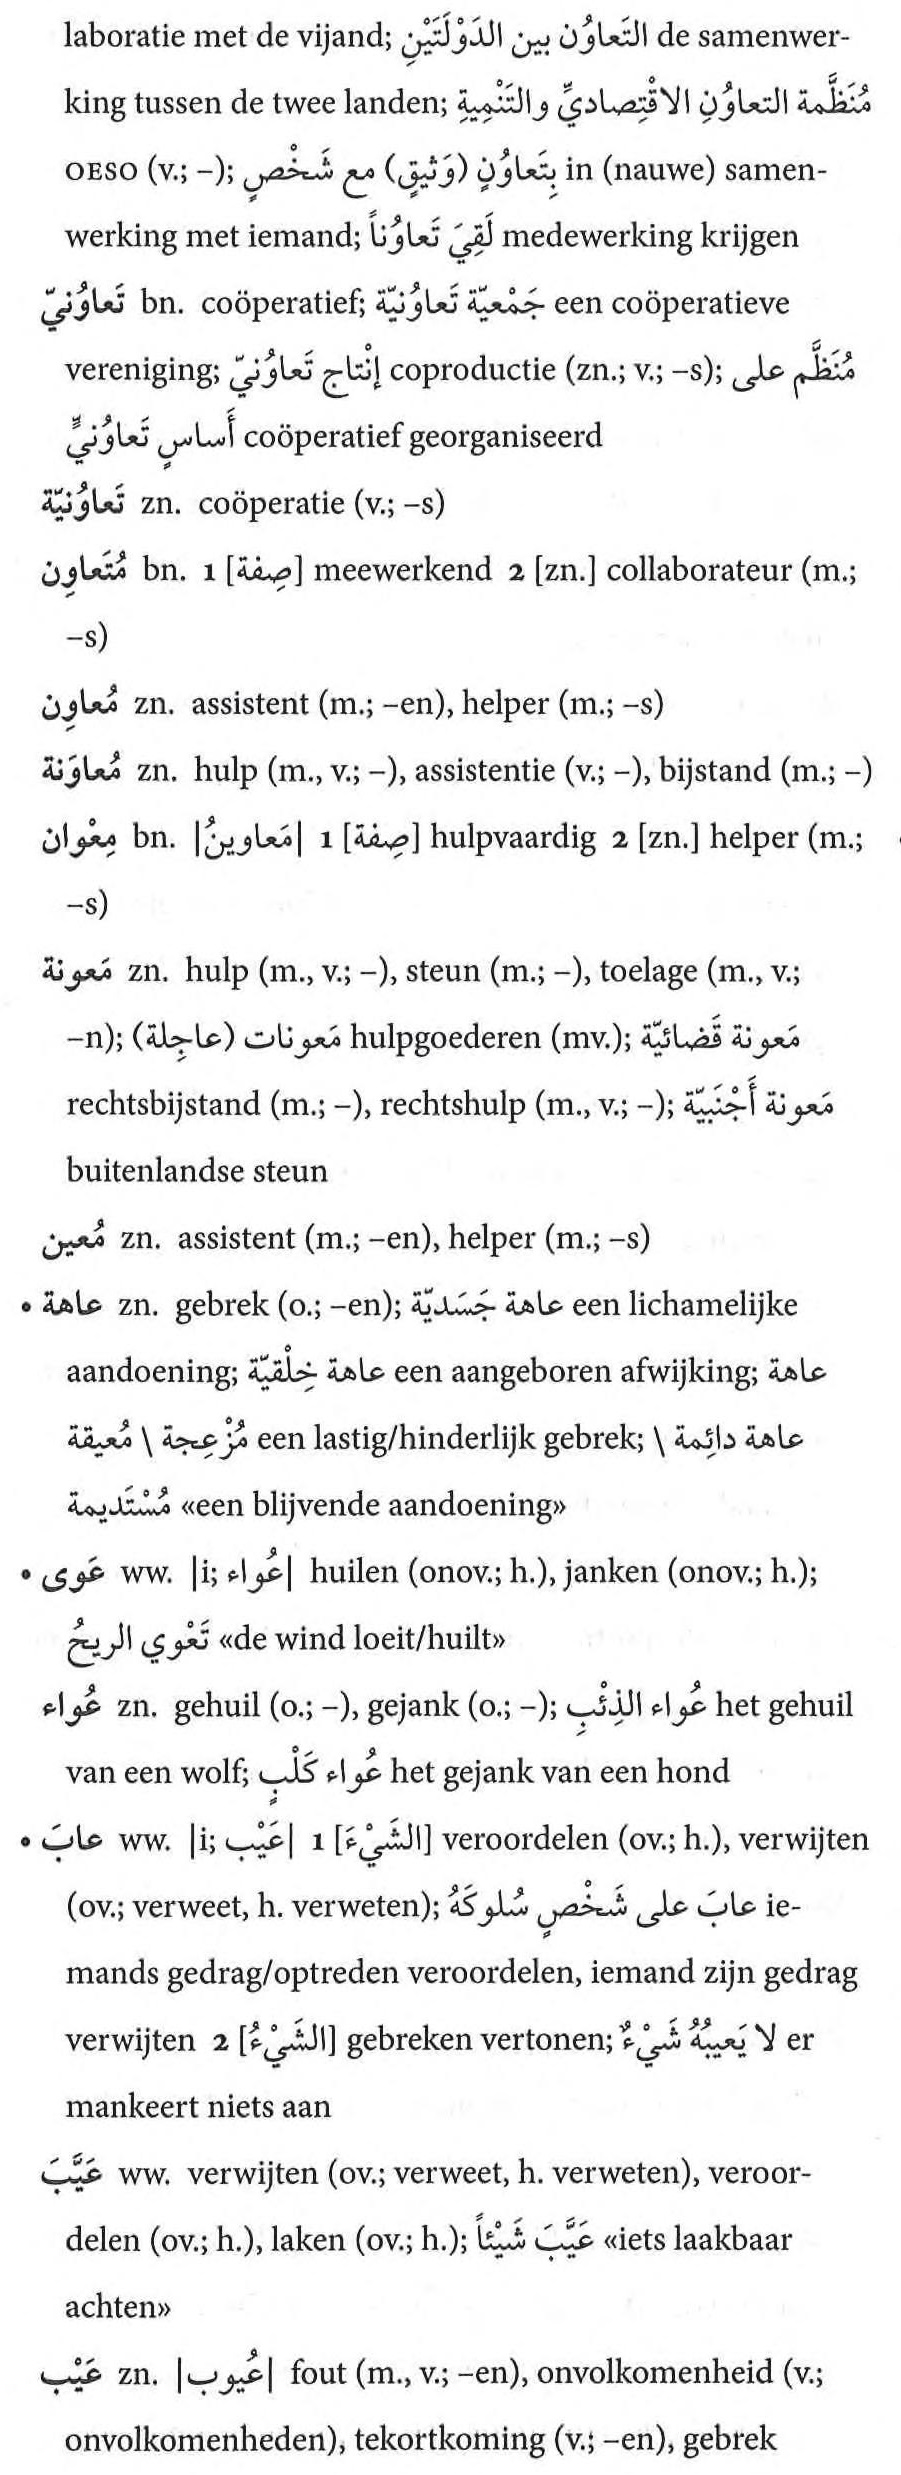 laboratie met de vijand; التَعاوُن بين الدَوْلَتَيْنِ de samenwer-
king tussen de twee landen; مُنَظَّمة التعاوُنِ الاقْتِصاديِّ والتَنْمِيةِ
OESO (v.; –); بِتَعاوُنٍ (وَثيقٍ) مع شَخْصٍ in (nauwe) samen-
werking met iemand; لَقِيَ تَعاوُناً medewerking krijgen
تَعاوُنيّ bn. coöperatief; جَمْعيّة تَعاوُنيّة een coöperatieve
vereniging; إنْتاج تَعاوُنيّ coproductie (zn.; v.; –s); مُنَظَّم على
أَساسٍ تَعاوُنيٍّ coöperatief georganiseerd
تَعاوُنيّة zn. coöperatie (v.; –s)
مُتَعاوِن bn. 1 [صِفة] meewerkend 2 [zn.] collaborateur (m.;
–s)
مُعاوِن zn. assistent (m.; –en), helper (m.; –s)
مُعاوَنة zn. hulp (m., v.; –), assistentie (v.; –), bijstand (m.; –)
مِعْوان bn. |مَعاوينُ| 1 [صِفة] hulpvaardig 2 [zn.] helper (m.;
–s)
مَعونة zn. hulp (m., v.; –), steun (m.; –), toelage (m., v.;
–n); مَعونات (عاجِلة) hulpgoederen (mv.); مَعونة قَضائيّة
rechtsbijstand (m.; –), rechtshulp (m., v.; –); مَعونة أَجْنَبيّة
buitenlandse steun
مُعين zn. assistent (m.; –en), helper (m.; –s)
• عاهة zn. gebrek (o.; –en); عاهة جَسَديّة een lichamelijke
aandoening; عاهة خِلْقيّة een aangeboren afwijking; عاهة
مُزْعِجة \ مُعيقة een lastig/hinderlijk gebrek; عاهة دائِمة \
مُسْتَديمة «een blijvende aandoening»
• عَوى ww. |i; عُواء| huilen (onov.; h.), janken (onov.; h.);
تَعْوي الريحُ «de wind loeit/huilt»
عُواء zn. gehuil (o.; –), gejank (o.; –); عُواء الذِئْبِ het gehuil
van een wolf; عُواء كَلْبٍ het gejank van een hond
• عابَ ww. |i; عَيْب| 1 [الشَيْءَ] veroordelen (ov.; h.), verwijten
(ov.; verweet, h. verweten); عابَ على شَخْصٍ سُلوكَهُ ie-
mands gedrag/optreden veroordelen, iemand zijn gedrag
verwijten 2 [الشَيْءُ] gebreken vertonen; لا يَعيبُهُ شَيْءٌ er
mankeert niets aan
عَيَّبَ ww. verwijten (ov.; verweet, h. verweten), veroor-
delen (ov.; h.), laken (ov.; h.); عَيَّبَ شَيْئاً «iets laakbaar
achten»
عَيْب zn. |عُيوب| fout (m., v.; –en), onvolkomenheid (v.;
onvolkomenheden), tekortkoming (v.; –en), gebrek